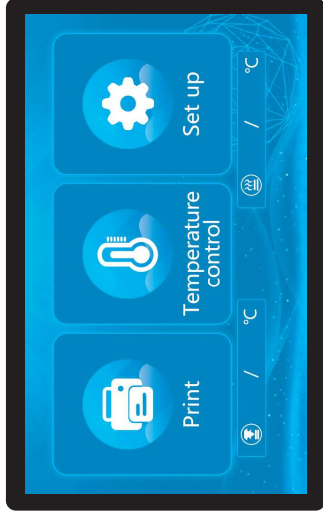 Print
Temperature
control
Set up
/ °C
/ °C